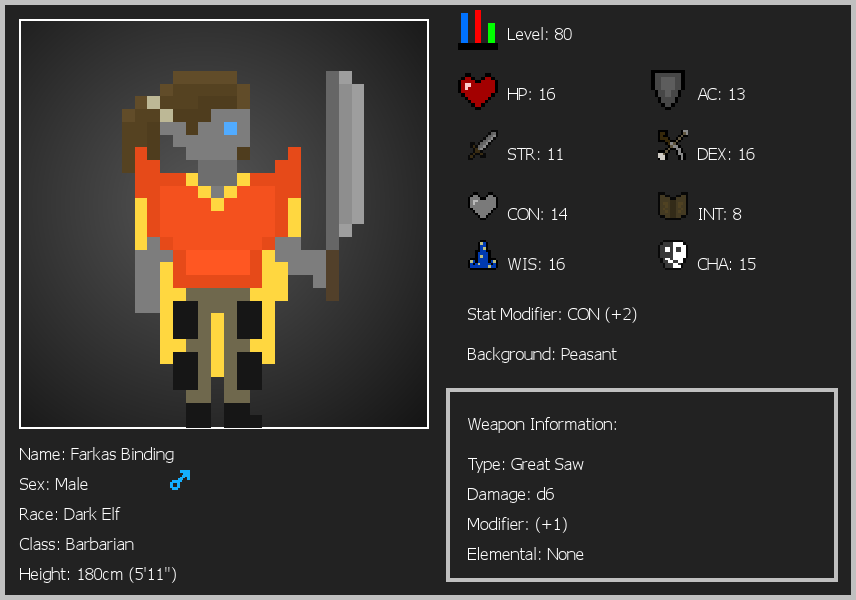 Level: 80
HP: 16
AC: 13
STR: 11
DEX: 16
CON: 14
INT: 8
WIS: 16
CHA: 15
Stat Modifier: CON (+2)
Background: Peasant
Weapon Information:
Type: Great Saw
Damage: d6
Modifier: (+1)
Elemental: None
Name: Farkas Binding
Sex: Male
Race: Dark Elf
Class: Barbarian
Height: 180cm (5'11")